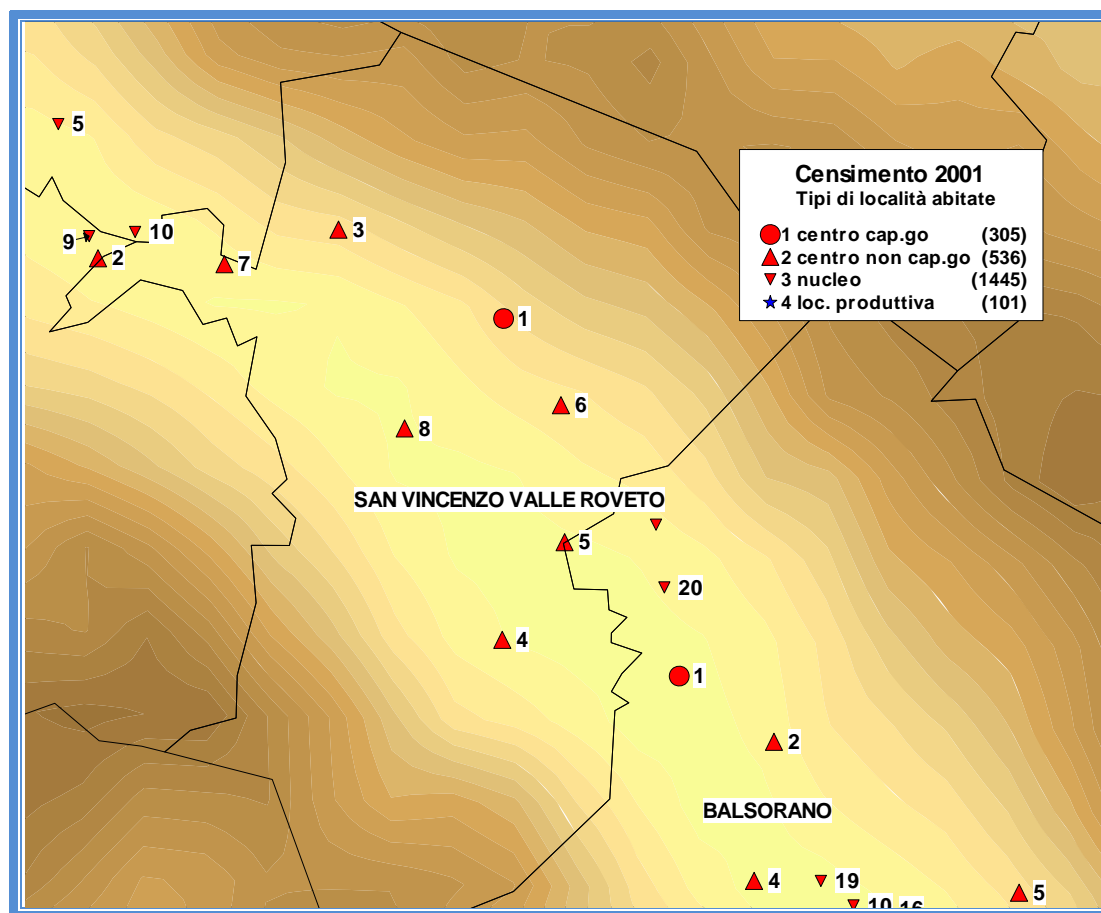 5
Censimento 2001
Tipi di località abitate
1 centro cap.go (305)
2 centro non cap.go (536)
3 nucleo (1445)
4 loc. produttiva (101)
3
10
9
2
7
1
6
8
SAN VINCENZO VALLE ROVETO
5
20
4
1
2
BALSORANO
4
19
5
10
16